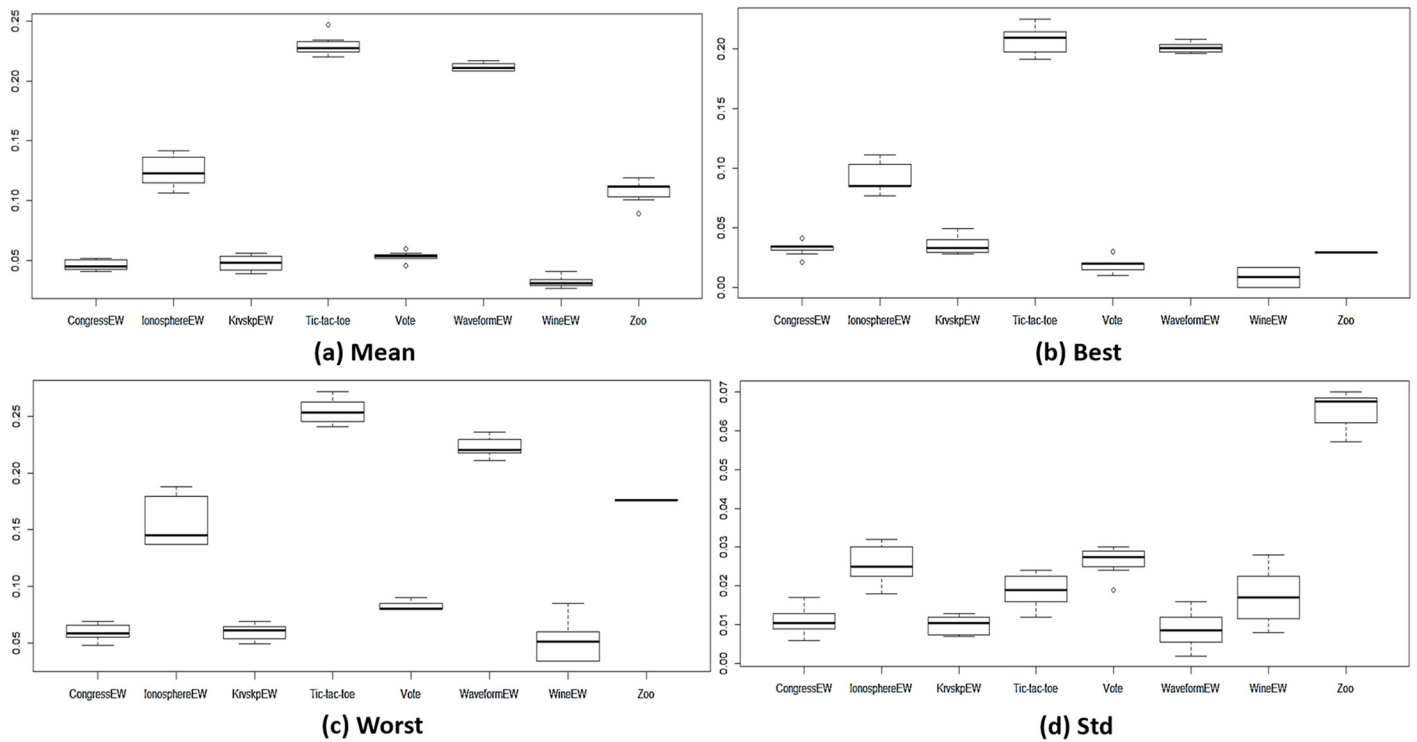 0.25
0.20
0.15
0.10
0.05
CongressEW IonosphereEW KrvskpEW Tic-tac-toe Vote WaveformEW WineEW Zoo
(a) Mean
0.20
0.15
0.10
0.05
0.00
CongressEW IonosphereEW KrvskpEW Tic-tac-toe Vote WaveformEW WineEW Zoo
(b) Best
0.25
0.20
0.15
0.10
0.05
CongressEW IonosphereEW KrvskpEW Tic-tac-toe Vote WaveformEW WineEW Zoo
(c) Worst
0.07
0.06
0.05
0.04
0.03
0.02
0.01
0.00
CongressEW IonosphereEW KrvskpEW Tic-tac-toe Vote WaveformEW WineEW Zoo
(d) Std